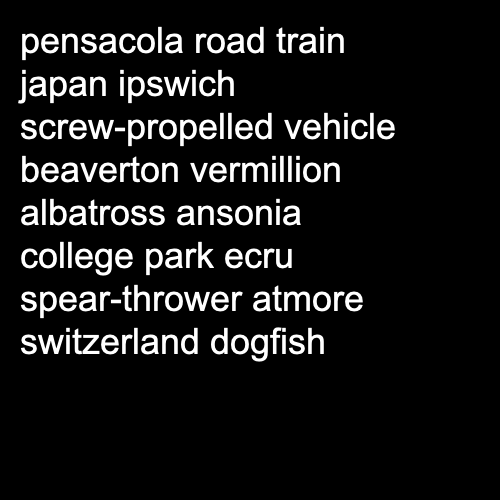 pensacola road train
japan ipswich
screw-propelled vehicle
beaverton vermillion
albatross ansonia
college park ecru
spear-thrower atmore
switzerland dogfish